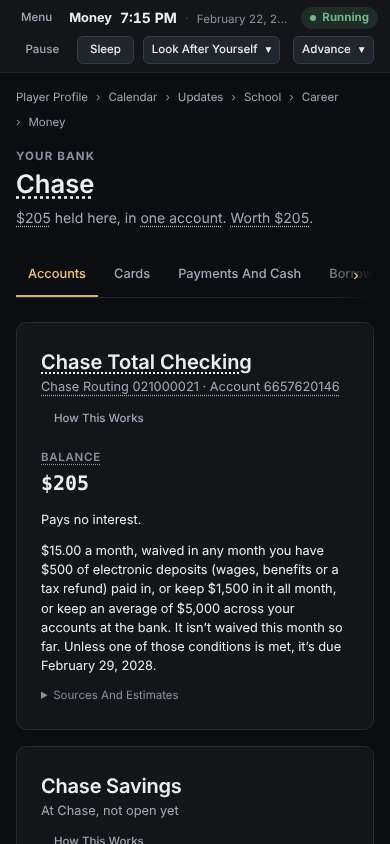 Menu Money 7:15 PM · February 22, 2... Running
Pause Sleep Look After Yourself ▾ Advance ▾
Player Profile › Calendar › Updates › School › Career
› Money
YOUR BANK
Chase
$205 held here, in one account. Worth $205.
Accounts Cards Payments And Cash Borrow ›
Chase Total Checking
Chase Routing 021000021 · Account 6657620146
How This Works
BALANCE
$205
Pays no interest.
$15.00 a month, waived in any month you have
$500 of electronic deposits (wages, benefits or a
tax refund) paid in, or keep $1,500 in it all month,
or keep an average of $5,000 across your
accounts at the bank. It isn’t waived this month so
far. Unless one of those conditions is met, it’s due
February 29, 2028.
▶ Sources And Estimates
Chase Savings
At Chase, not open yet
How This Works